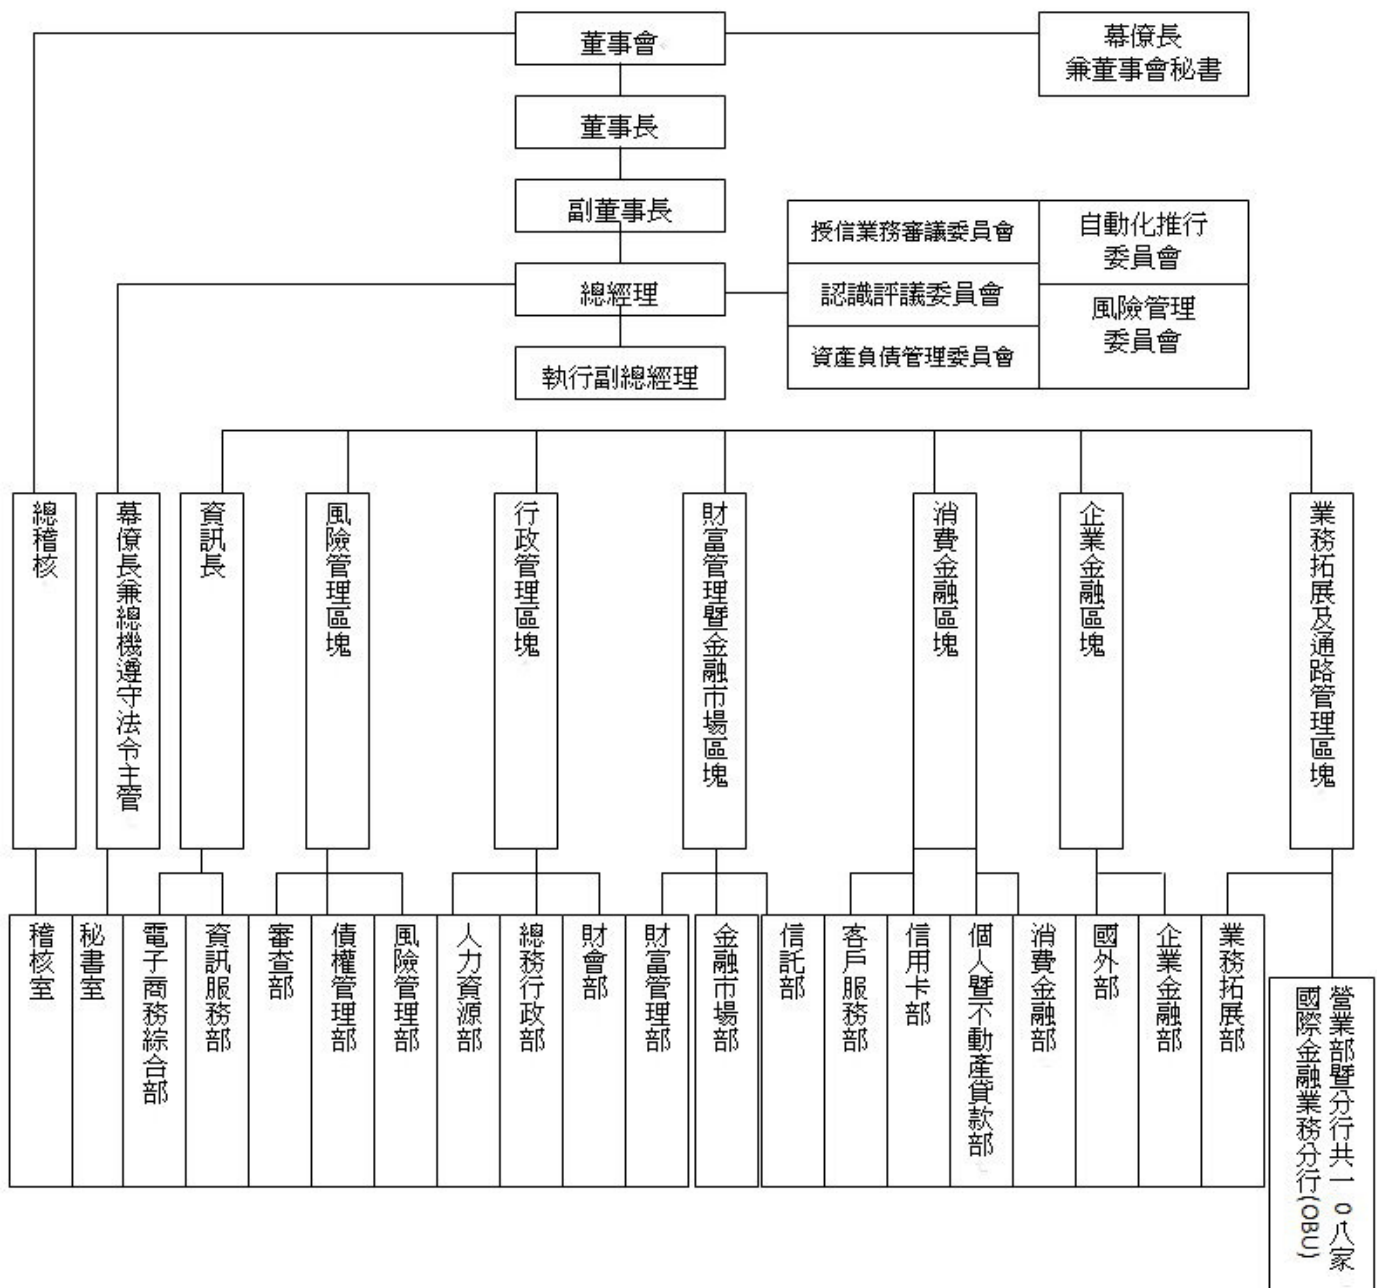 董事會
幕僚長
兼董事會秘書
董事長
副董事長
授信業務審議委員會
自動化推行
委員會
總經理
認識評議委員會
風險管理
委員會
資產負債管理委員會
執行副總經理
總稽核
幕僚長兼總機遵守法令主管
資訊長
風險管理區塊
行政管理區塊
財富管理暨金融市場區塊
消費金融區塊
企業金融區塊
業務拓展及通路管理區塊
稽核室
秘書室
電子商務綜合部
資訊服務部
審查部
債權管理部
風險管理部
人力資源部
總務行政部
財會部
財富管理部
金融市場部
信託部
客戶服務部
信用卡部
個人暨不動產貸款部
消費金融部
國外部
企業金融部
業務拓展部
營業部暨分行共一０八家
國際金融業務分行(OBU)